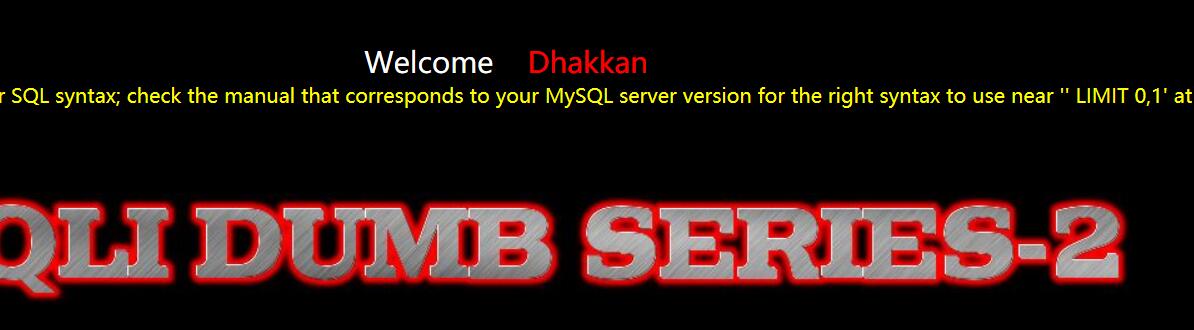 Welcome Dhakkan
r SQL syntax; check the manual that corresponds to your MySQL server version for the right syntax to use near '' LIMIT 0,1' at
QLI DUMB SERIES-2